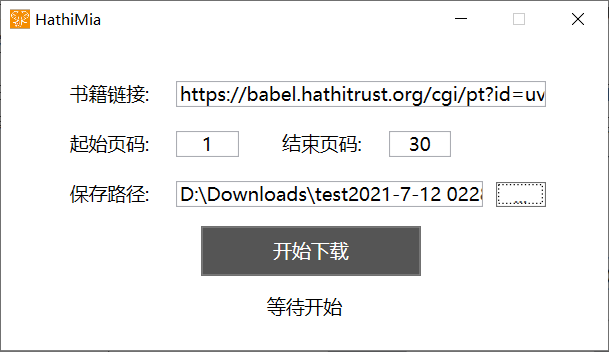 HathiMia
书籍链接: https://babel.hathitrust.org/cgi/pt?id=uv
起始页码: 1 结束页码: 30
保存路径: D:\Downloads\test2021-7-12 0228 ...
开始下载
等待开始